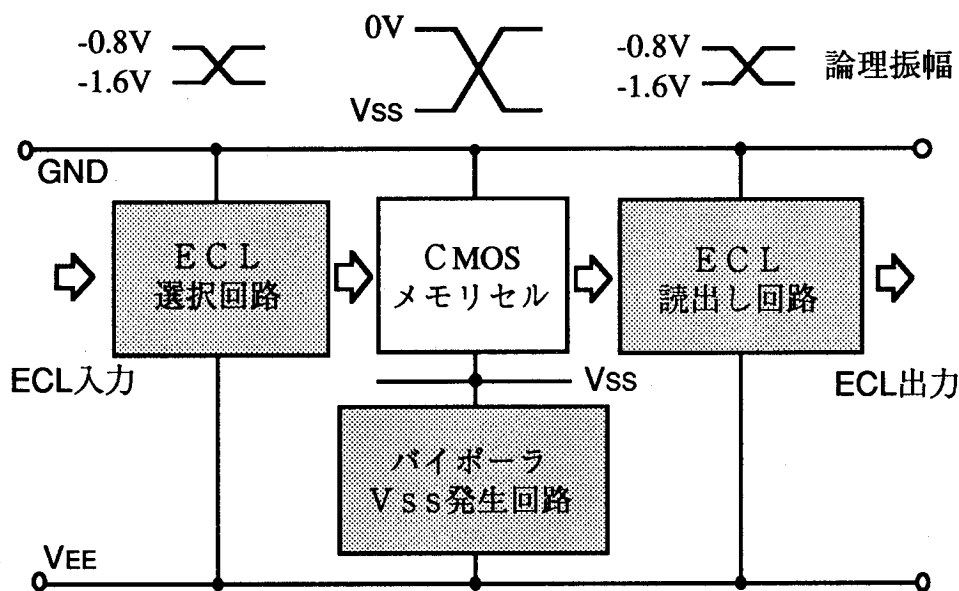 -0.8V
-1.6V
0V
VSS
-0.8V
-1.6V
論理振幅
GND
ECL
選択回路
CMOS
メモリセル
ECL
読出し回路
ECL入力
VSS
ECL出力
バイポーラ
VSS発生回路
VEE